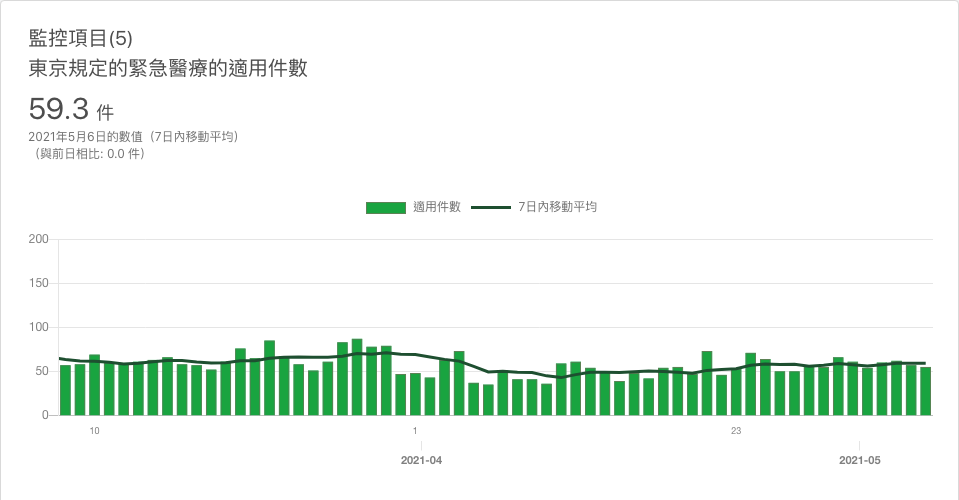 監控項目(5)
東京規定的緊急醫療的適用件數
59.3 件
2021年5月6日的數值（7日內移動平均）
（與前日相比: 0.0 件）
適用件數 7日內移動平均
200
150
100
50
0
10 1 23
2021-04 2021-05